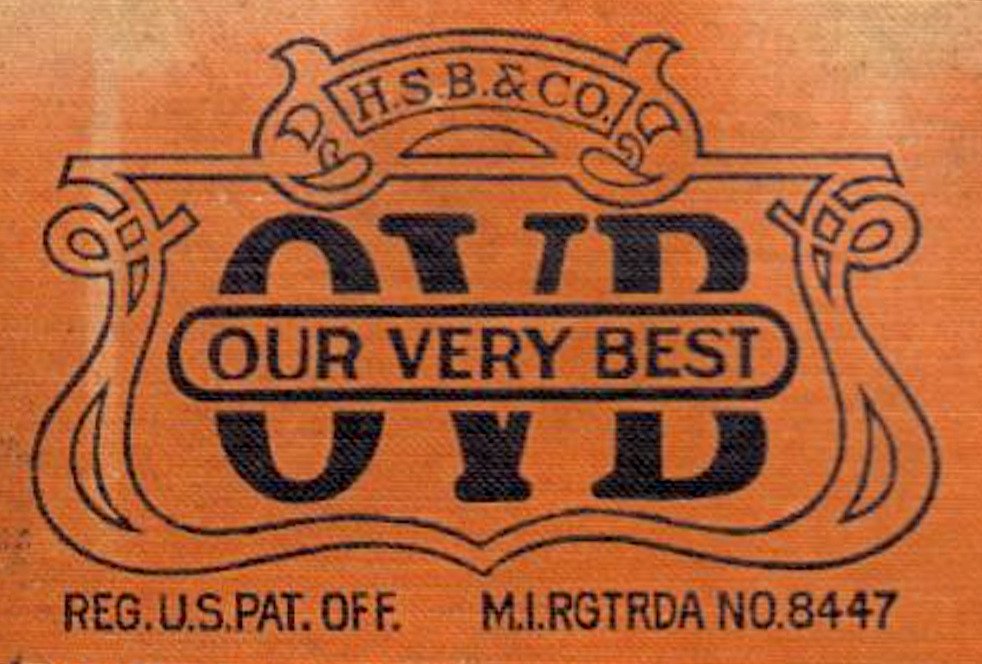 H.S.B.&CO.
OVB
OUR VERY BEST
REG.U.S.PAT. OFF. M.I.RGTRDA NO.8447